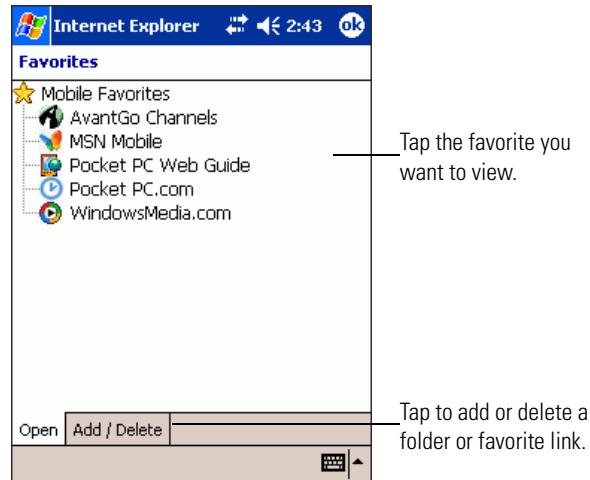 Internet Explorer 2:43 ok
Favorites
Mobile Favorites
AvantGo Channels
MSN Mobile
Pocket PC Web Guide
Pocket PC.com
WindowsMedia.com
Tap the favorite you
want to view.
Open Add / Delete
Tap to add or delete a
folder or favorite link.